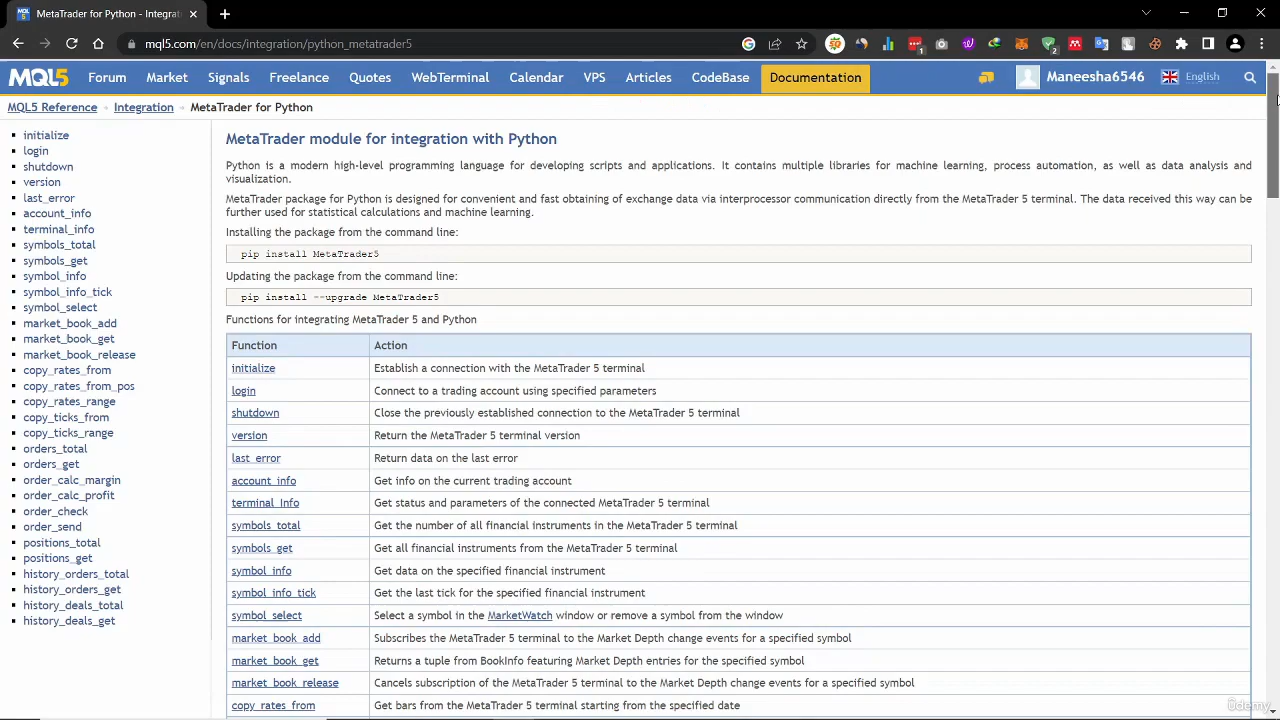 MetaTrader for Python - Integrat
mql5.com/en/docs/integration/python_metatrader5
MQL5 Forum Market Signals Freelance Quotes WebTerminal Calendar VPS Articles CodeBase Documentation Maneesha6546 English
MQL5 Reference Integration MetaTrader for Python
initialize
login
shutdown
version
last_error
account_info
terminal_info
symbols_total
symbols_get
symbol_info
symbol_info_tick
symbol_select
market_book_add
market_book_get
market_book_release
copy_rates_from
copy_rates_from_pos
copy_rates_range
copy_ticks_from
copy_ticks_range
orders_total
orders_get
order_calc_margin
order_calc_profit
order_check
order_send
positions_total
positions_get
history_orders_total
history_orders_get
history_deals_total
history_deals_get
MetaTrader module for integration with Python
Python is a modern high-level programming language for developing scripts and applications. It contains multiple libraries for machine learning, process automation, as well as data analysis and
visualization.
MetaTrader package for Python is designed for convenient and fast obtaining of exchange data via interprocessor communication directly from the MetaTrader 5 terminal. The data received this way can be
further used for statistical calculations and machine learning.
Installing the package from the command line:
pip install MetaTrader5
Updating the package from the command line:
pip install --upgrade MetaTrader5
Functions for integrating MetaTrader 5 and Python
Function Action
initialize Establish a connection with the MetaTrader 5 terminal
login Connect to a trading account using specified parameters
shutdown Close the previously established connection to the MetaTrader 5 terminal
version Return the MetaTrader 5 terminal version
last_error Return data on the last error
account_info Get info on the current trading account
terminal_Info Get status and parameters of the connected MetaTrader 5 terminal
symbols_total Get the number of all financial instruments in the MetaTrader 5 terminal
symbols_get Get all financial instruments from the MetaTrader 5 terminal
symbol_info Get data on the specified financial instrument
symbol_info_tick Get the last tick for the specified financial instrument
symbol_select Select a symbol in the MarketWatch window or remove a symbol from the window
market_book_add Subscribes the MetaTrader 5 terminal to the Market Depth change events for a specified symbol
market_book_get Returns a tuple from BookInfo featuring Market Depth entries for the specified symbol
market_book_release Cancels subscription of the MetaTrader 5 terminal to the Market Depth change events for a specified symbol
copy_rates_from Get bars from the MetaTrader 5 terminal starting from the specified date
Udemy